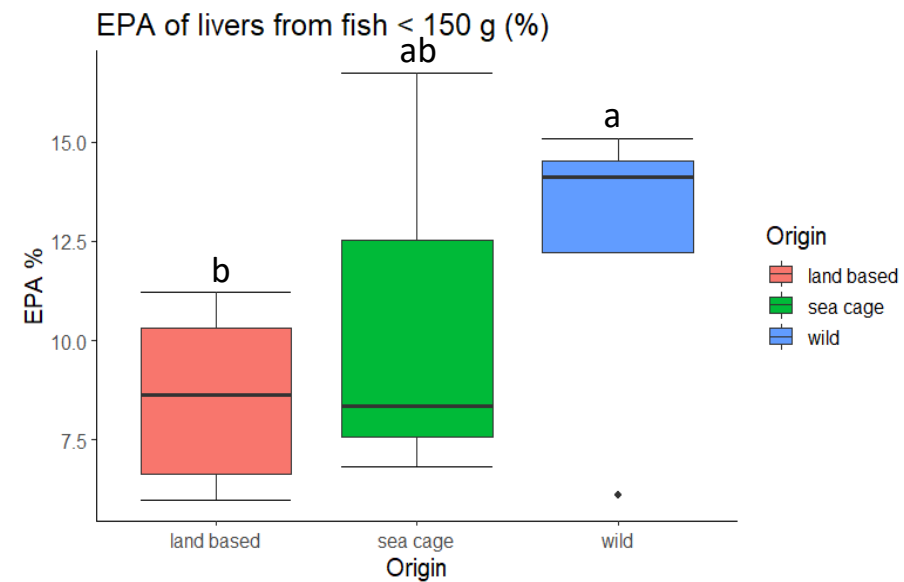 EPA of livers from fish < 150 g (%)
ab
a
b
15.0
12.5
10.0
7.5
EPA %
land based
sea cage
wild
Origin
Origin
land based
sea cage
wild